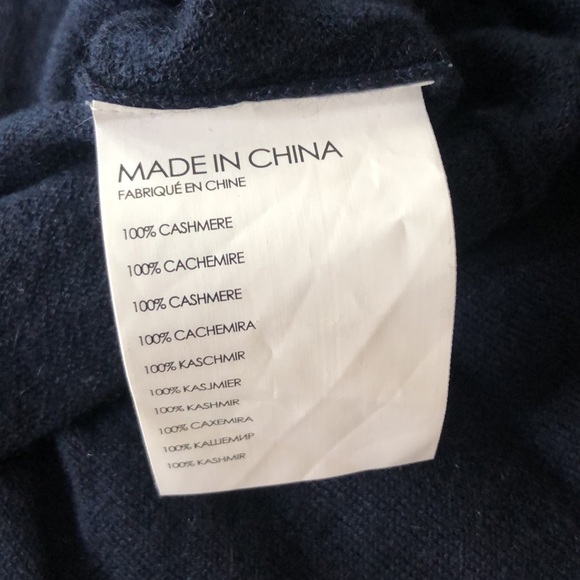 MADE IN CHINA
FABRIQUÉ EN CHINE
100% CASHMERE
100% CACHEMIRE
100% CASHMERE
100% CACHEMIRA
100% KASCHMIR
100% KASJMIER
100% KASHMIR
100% CAXEMIRA
100% КАШЕМИР
100% KASHMIR